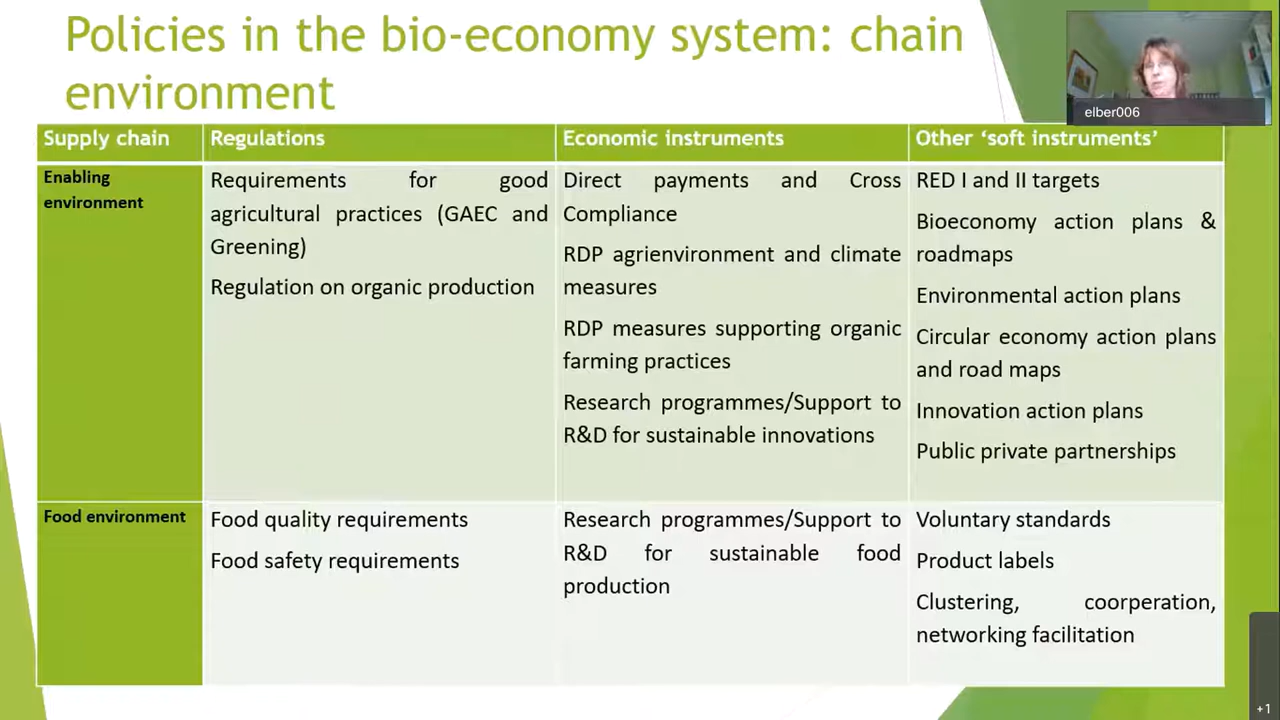 Policies in the bio-economy system: chain
environment
elber006
Supply chain
Regulations
Economic instruments
Other ‘soft instruments’
Enabling
environment
Requirements for good
agricultural practices (GAEC and
Greening)
Regulation on organic production
Direct payments and Cross
Compliance
RDP agrienvironment and climate
measures
RDP measures supporting organic
farming practices
Research programmes/Support to
R&D for sustainable innovations
RED I and II targets
Bioeconomy action plans &
roadmaps
Environmental action plans
Circular economy action plans
and road maps
Innovation action plans
Public private partnerships
Food environment
Food quality requirements
Food safety requirements
Research programmes/Support to
R&D for sustainable food
production
Voluntary standards
Product labels
Clustering, coorperation,
networking facilitation
+1